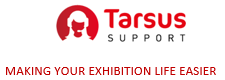 Tarsus
SUPPORT
MAKING YOUR EXHIBITION LIFE EASIER